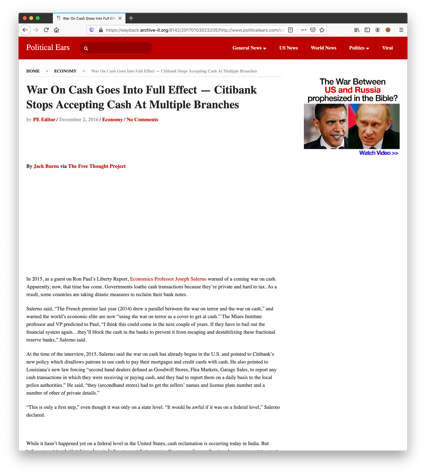 War On Cash Goes Into Full Effe
https://wayback.archive-it.org/8142/20170103023205/http://www.politicalears.com/
Political Ears
General News
US News
World News
Politics
Viral
HOME
ECONOMY
War On Cash Goes Into Full Effect — Citibank Stops Accepting Cash At Multiple Branches
War On Cash Goes Into Full Effect — Citibank
Stops Accepting Cash At Multiple Branches
by PE Editor / December 2, 2016 / Economy / No Comments
The War Between
US and Russia
prophesized in the Bible?
Watch Video >>
By Jack Burns via The Free Thought Project
In 2015, as a guest on Ron Paul's Liberty Report, Economics Professor Joseph Salerno warned of a coming war on cash.
Apparently, now, that time has come. Governments loathe cash transactions because they're private and hard to tax. As a
result, some countries are taking drastic measures to reclaim their bank notes.
Salerno said, "The French premier last year (2014) drew a parallel between the war on terror and the war on cash," and
warned the world's economic elite are now "using the war on terror as a cover to get at cash." The Mises Institute
professor and VP predicted to Paul, "I think this could come in the next couple of years. If they have to bail out the
financial system again…they'll block the cash in the banks to prevent it from escaping and destabilizing these fractional
reserve banks," Salerno said.
At the time of the interview, 2015, Salerno said the war on cash has already begun in the U.S. and pointed to Citibank's
new policy which disallows patrons to use cash to pay their mortgages and credit cards with cash. He also pointed to
Louisiana's new law forcing "second hand dealers defined as Goodwill Stores, Flea Markets, Garage Sales, to report any
cash transactions in which they were receiving or paying cash, and they had to report them on a daily basis to the local
police authorities." He said, "they (secondhand stores) had to get the sellers' names and license plate number and a
number of other of private details."
"This is only a first step," even though it was only on a state level. "It would be awful if it was on a federal level," Salerno
declared.
While it hasn't happened yet on a federal level in the United States, cash reclamation is occurring today in India. But